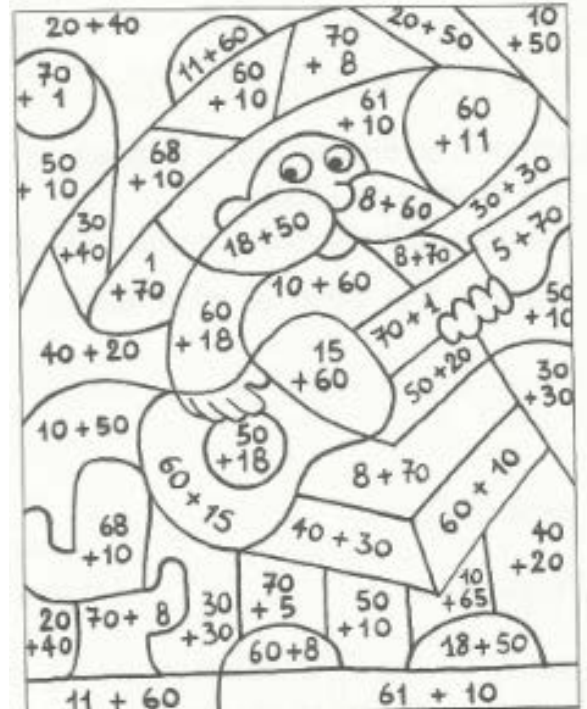 20 + 40
11 + 60
70
+ 8
20 + 50
10
+ 50
70
+ 1
60
+ 10
61
+ 10
60
+ 11
50
+ 10
68
+ 10
30
+ 40
8 + 60
30 + 30
18 + 50
8 + 70
5 + 70
1
+ 70
10 + 60
60
+ 18
70 + 1
50
+ 10
40 + 20
15
+ 60
50 + 20
30
+ 30
10 + 50
50
+ 18
8 + 70
60 + 10
60 + 15
68
+ 10
40 + 30
40
+ 20
20
+ 40
70 + 8
30
+ 30
70
+ 5
50
+ 10
10
+ 65
60 + 8
18 + 50
11 + 60
61 + 10